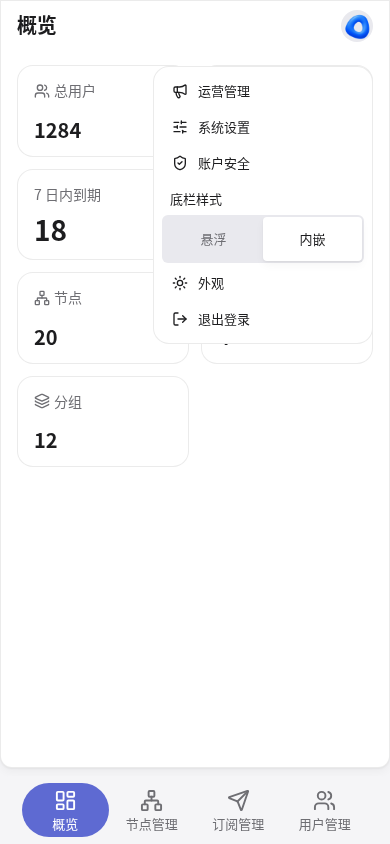 概览
总用户
1284
7 日内到期
18
节点
20
分组
12
运营管理
系统设置
账户安全
底栏样式
悬浮
内嵌
外观
退出登录
概览
节点管理
订阅管理
用户管理